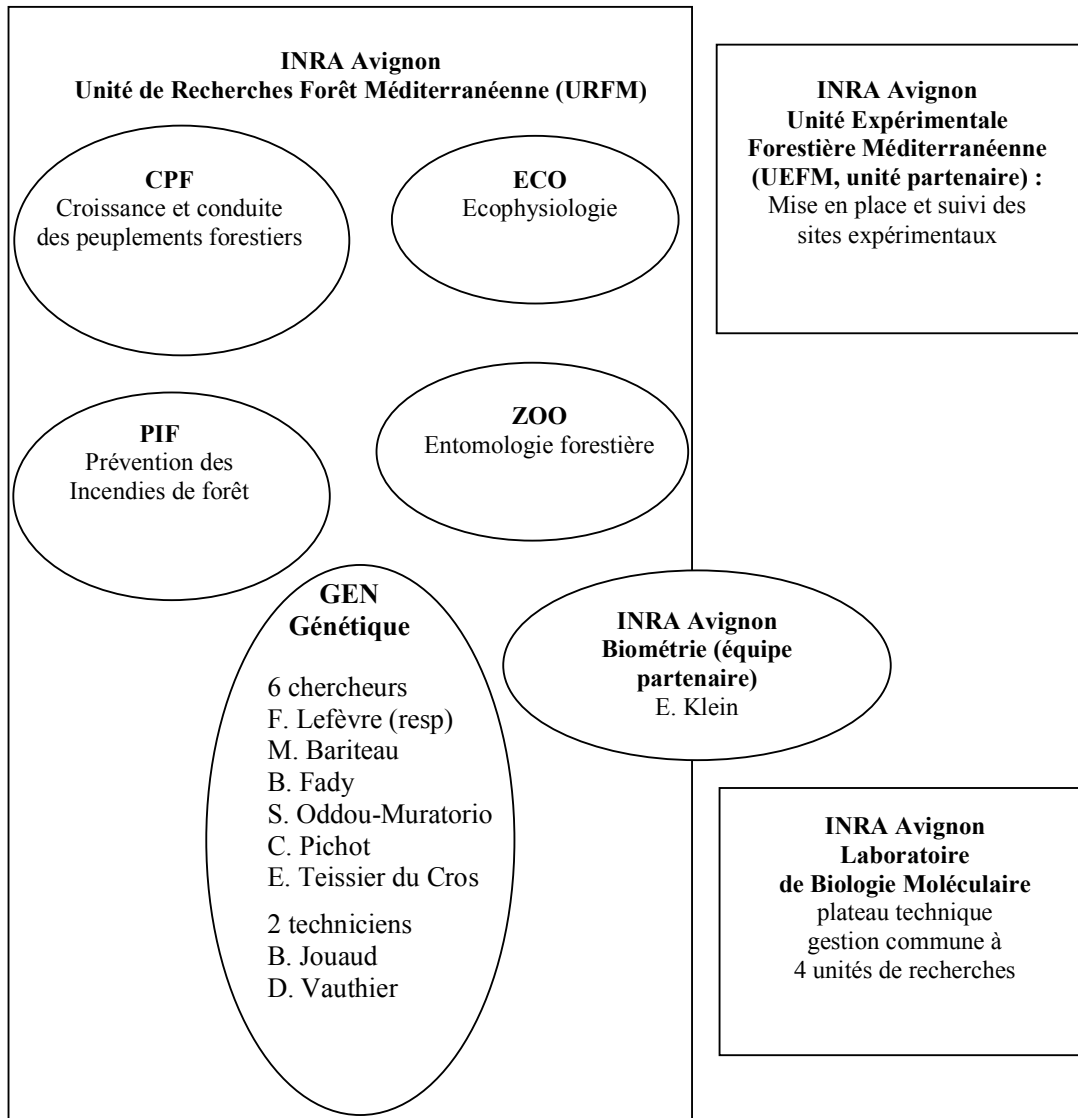 INRA Avignon
Unité de Recherches Forêt Méditerranéenne (URFM)
CPF
Croissance et conduite
des peuplements forestiers
ECO
Ecophysiologie
PIF
Prévention des
Incendies de forêt
ZOO
Entomologie forestière
GEN
Génétique
6 chercheurs
F. Lefèvre (resp)
M. Bariteau
B. Fady
S. Oddou-Muratorio
C. Pichot
E. Teissier du Cros
2 techniciens
B. Jouaud
D. Vauthier
INRA Avignon
Biométrie (équipe
partenaire)
E. Klein
INRA Avignon
Unité Expérimentale
Forestière Méditerranéenne
(UEFM, unité partenaire) :
Mise en place et suivi des
sites expérimentaux
INRA Avignon
Laboratoire
de Biologie Moléculaire
plateau technique
gestion commune à
4 unités de recherches